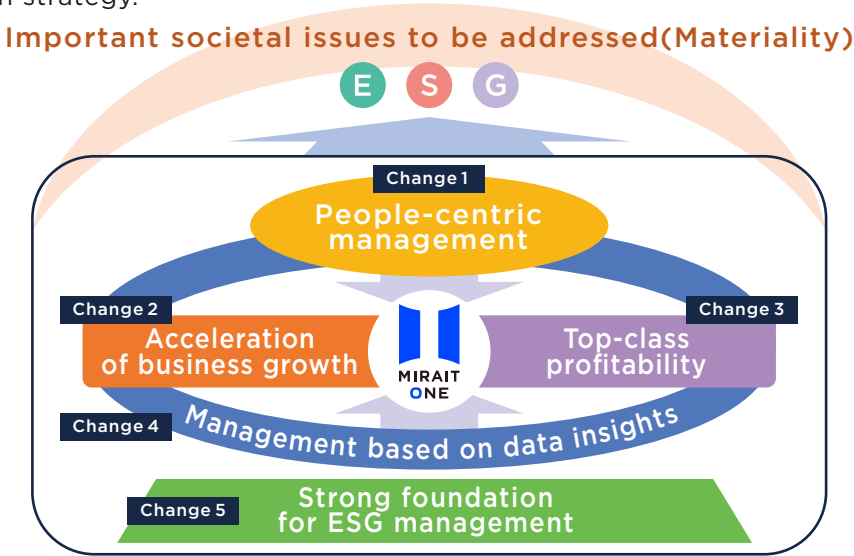 strategy.
Important societal issues to be addressed(Materiality)
E S G
Change 1
People-centric
management
Change 2
Acceleration
of business growth
Change 3
Top-class
profitability
MIRAIT
ONE
Change 4
Management based on data insights
Change 5
Strong foundation
for ESG management